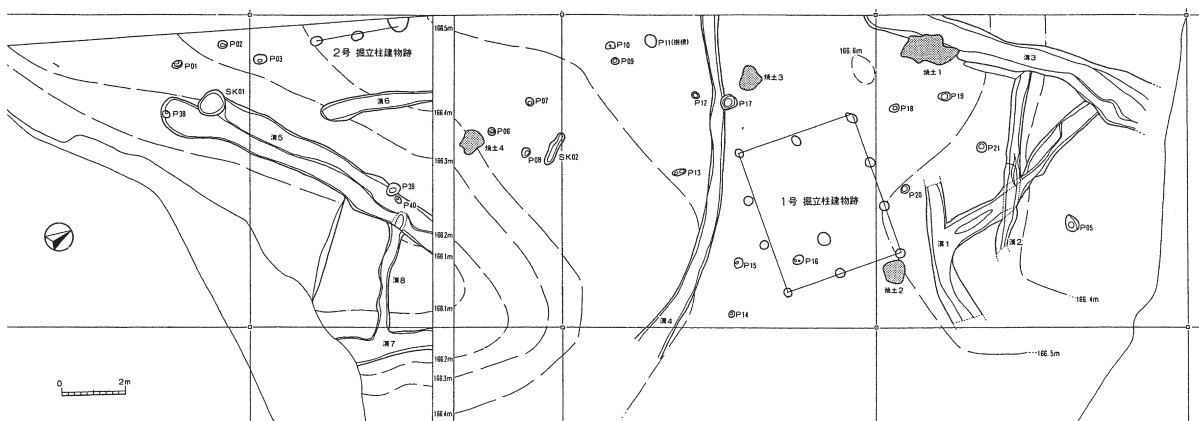 P02
P01
P03
2号 掘立柱建物跡
SK01
P38
溝6
溝5
P39
P40
溝8
溝7
0 2m
166.5m
166.4m
166.3m
166.2m
166.1m
166.1m
166.2m
166.3m
166.4m
P10
P11(掘横)
P09
P07
P06
焼土4
P08
SK02
P12
P13
溝4
P17
焼土3
166.6m
1号 掘立柱建物跡
P15
P16
P14
焼土1
溝3
P18
P19
P21
P20
溝1
溝2
P05
焼土2
166.4m
166.5m